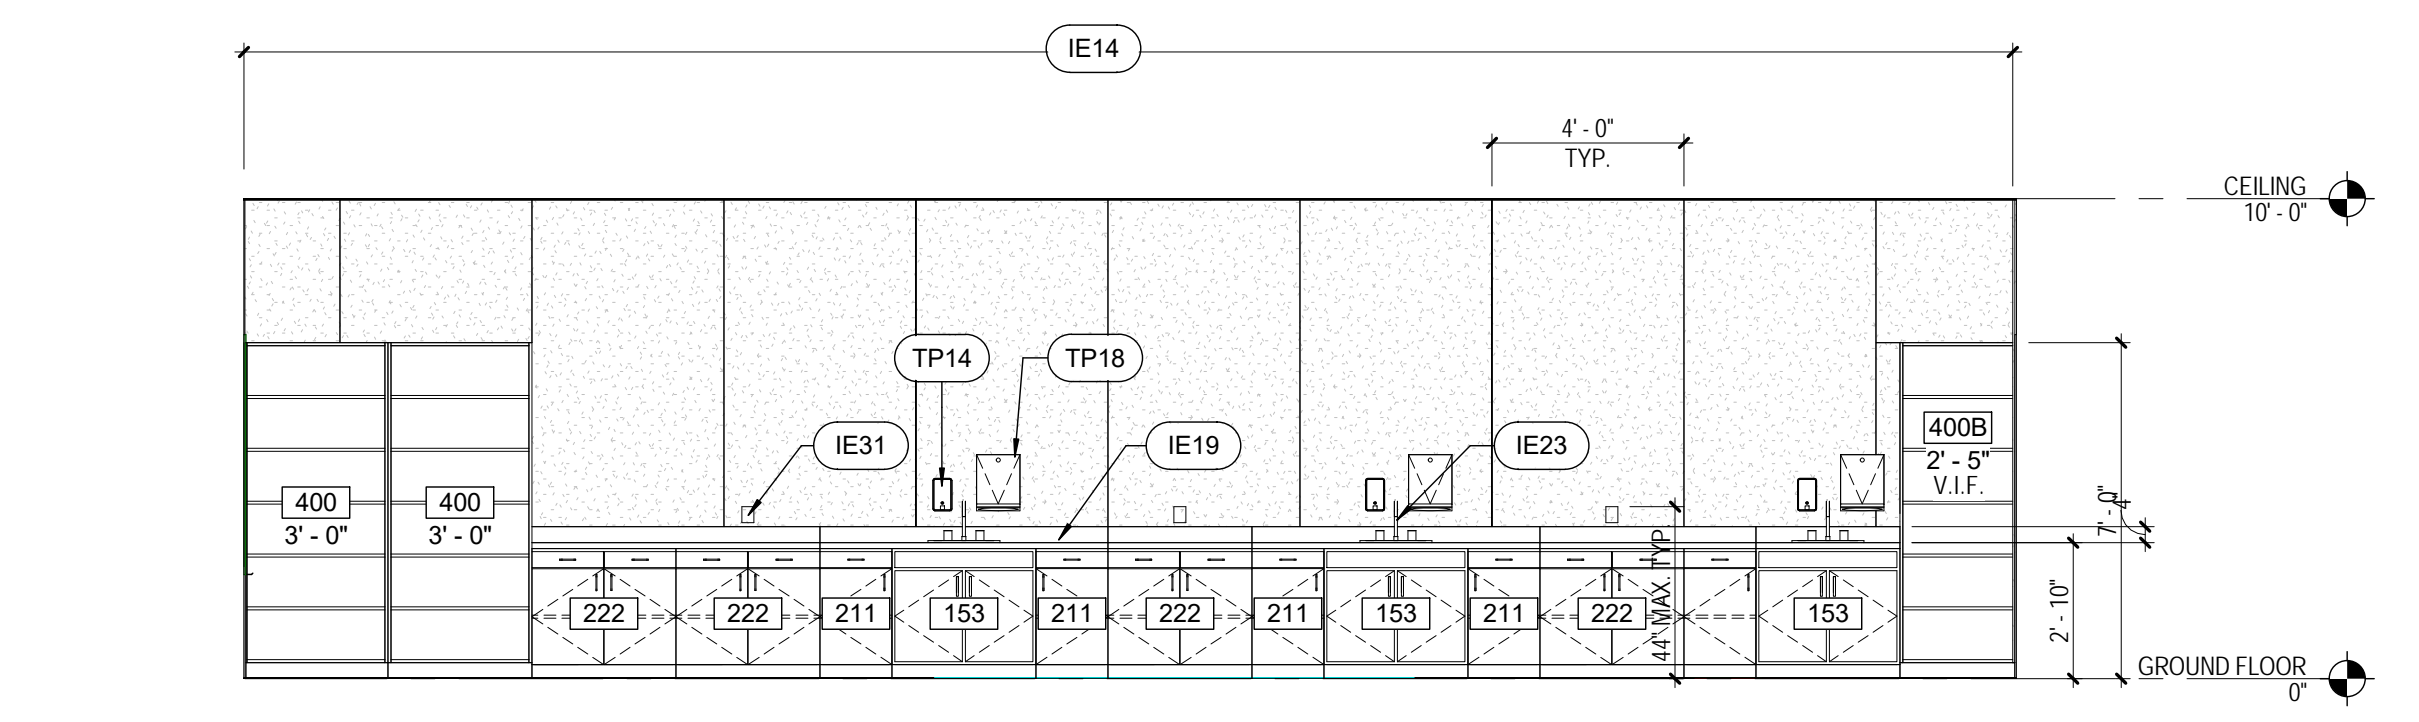 IE14
4' - 0"
TYP.
CEILING
10' - 0"
TP14
TP18
IE31
IE19
IE23
400B
2' - 5"
V.I.F.
400
3' - 0"
400
3' - 0"
7' - 0"
4"
44" MAX. TYP
2' - 10"
222
222
211
153
211
222
211
153
211
222
153
GROUND FLOOR
0"